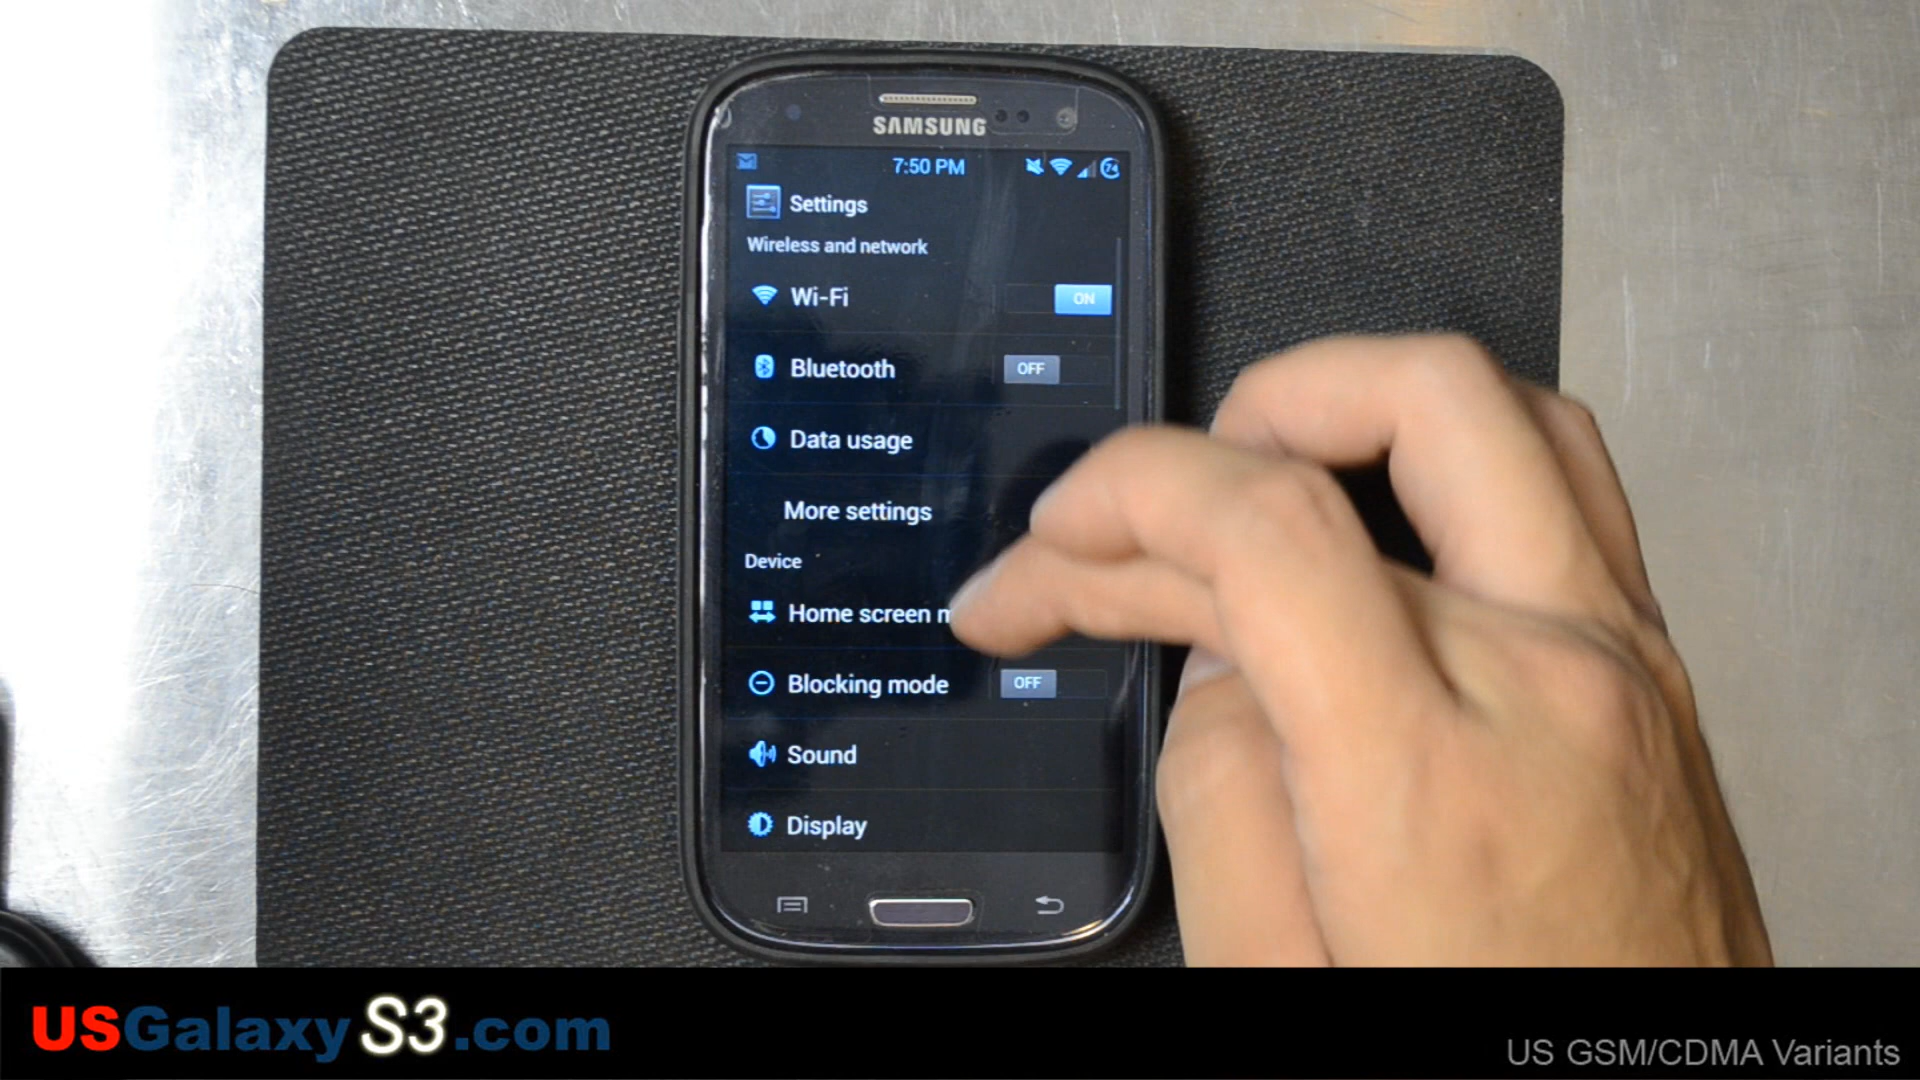 SAMSUNG
7:50 PM
74
Settings
Wireless and network
Wi-Fi
ON
Bluetooth
OFF
Data usage
More settings
Device
Home screen m
Blocking mode
OFF
Sound
Display
USGalaxyS3.com
US GSM/CDMA Variants